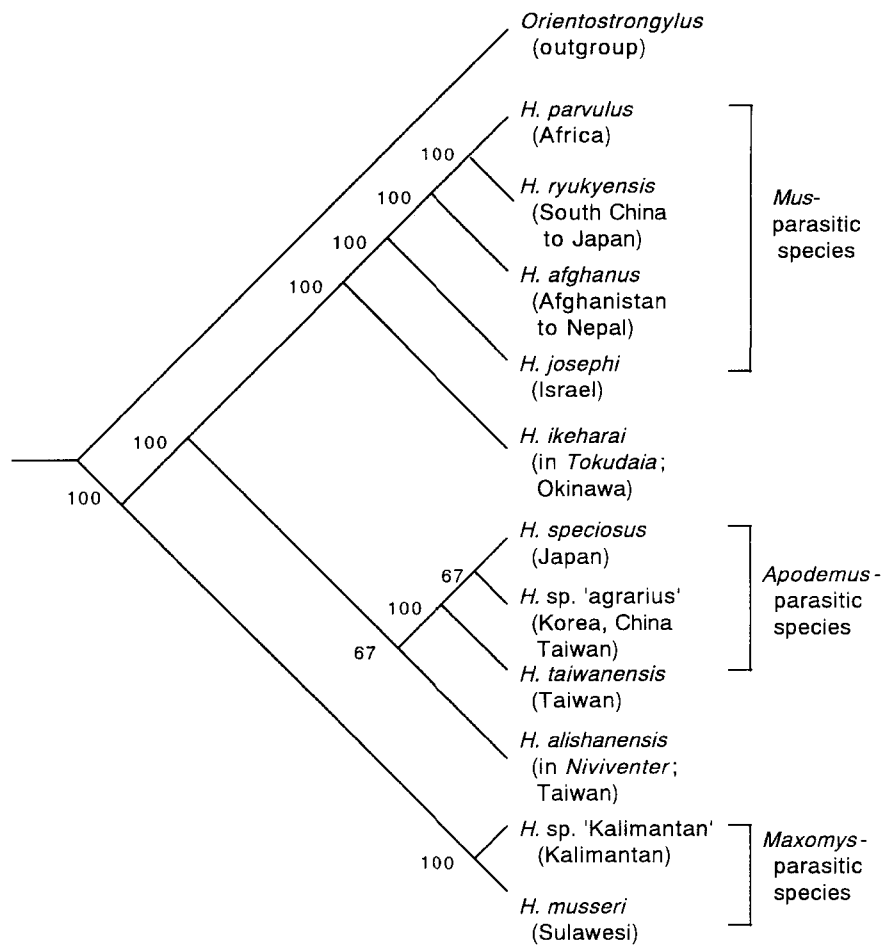 Orientostrongylus
(outgroup)
H. parvulus
(Africa)
100
H. ryukyensis
(South China
to Japan)
100
Mus-
parasitic
species
100
H. afghanus
(Afghanistan
to Nepal)
100
H. josephi
(Israel)
100
H. ikeharai
(in Tokudaia;
Okinawa)
100
H. speciosus
(Japan)
67
H. sp. 'agrarius'
(Korea, China
Taiwan)
Apodemus-
parasitic
species
100
67
H. taiwanensis
(Taiwan)
H. alishanensis
(in Niviventer;
Taiwan)
H. sp. 'Kalimantan'
(Kalimantan)
Maxomys-
parasitic
species
100
H. musseri
(Sulawesi)